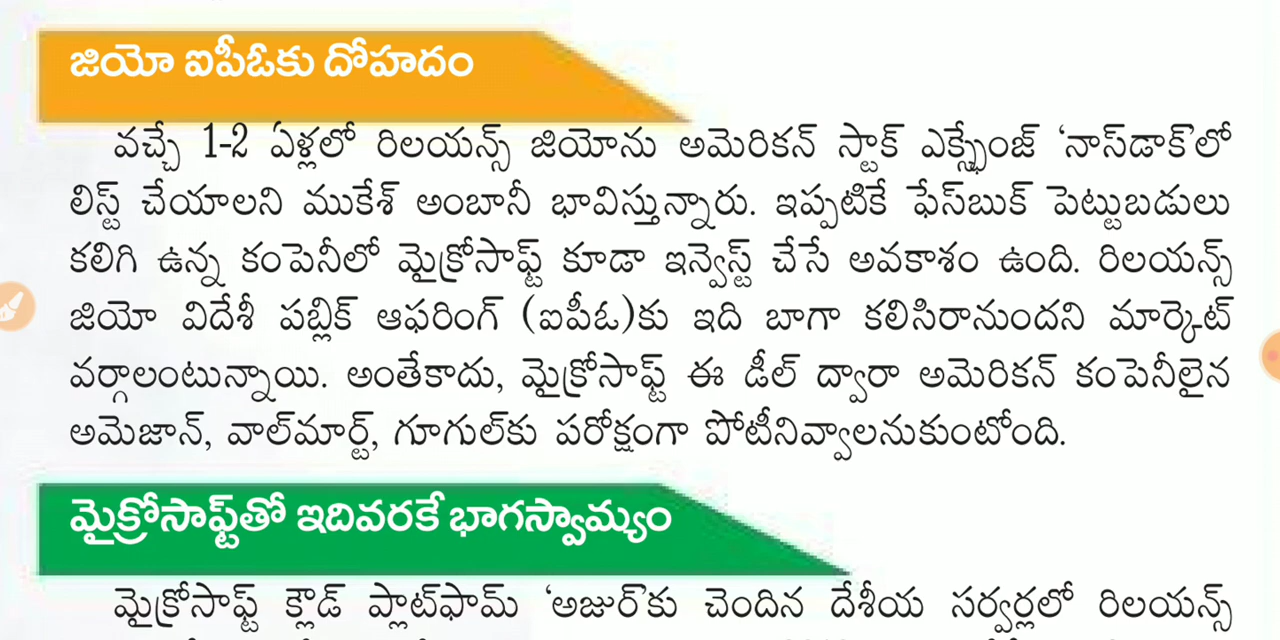 జియో ఐపీఓకు దోహదం
వచ్చే 1-2 ఏళ్లలో రిలయన్స్ జియోను అమెరికన్ స్టాక్ ఎక్స్ఛేంజ్ ‘నాస్‌డాక్’లో
లిస్ట్ చేయాలని ముకేశ్ అంబానీ భావిస్తున్నారు. ఇప్పటికే ఫేస్‌బుక్ పెట్టుబడులు
కలిగి ఉన్న కంపెనీలో మైక్రోసాఫ్ట్ కూడా ఇన్వెస్ట్ చేసే అవకాశం ఉంది. రిలయన్స్
జియో విదేశీ పబ్లిక్ ఆఫరింగ్ (ఐపీఓ)కు ఇది బాగా కలిసిరానుందని మార్కెట్
వర్గాలంటున్నాయి. అంతేకాదు, మైక్రోసాఫ్ట్ ఈ డీల్ ద్వారా అమెరికన్ కంపెనీలైన
అమెజాన్, వాల్‌మార్ట్, గూగుల్‌కు పరోక్షంగా పోటీనివ్వాలనుకుంటోంది.
మైక్రోసాఫ్ట్‌తో ఇదివరకే భాగస్వామ్యం
మైక్రోసాఫ్ట్ క్లౌడ్ ప్లాట్‌ఫామ్ ‘అజుర్’కు చెందిన దేశీయ సర్వర్లలో రిలయన్స్